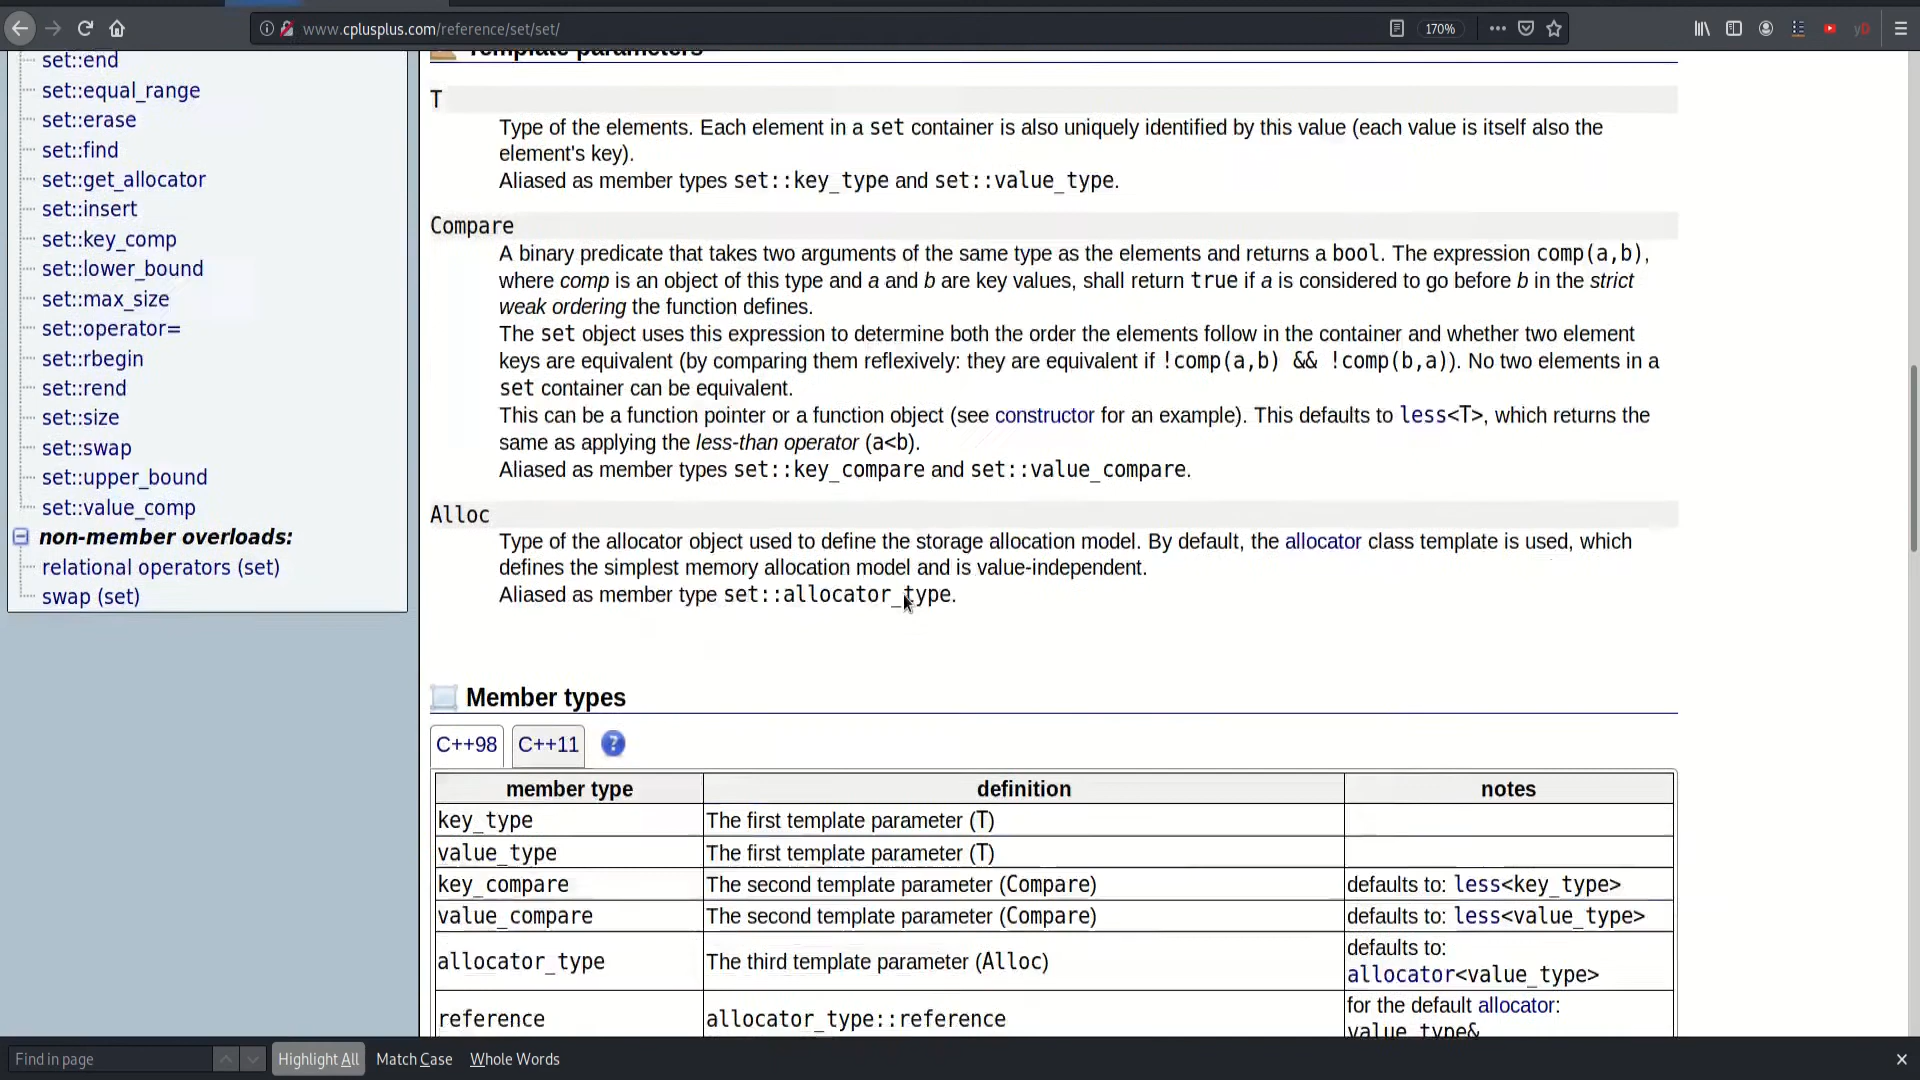 www.cplusplus.com/reference/set/set/
170%
set::end
set::equal_range
set::erase
set::find
set::get_allocator
set::insert
set::key_comp
set::lower_bound
set::max_size
set::operator=
set::rbegin
set::rend
set::size
set::swap
set::upper_bound
set::value_comp
non-member overloads:
relational operators (set)
swap (set)
Template parameters
T
Type of the elements. Each element in a set container is also uniquely identified by this value (each value is itself also the
element's key).
Aliased as member types set::key_type and set::value_type.
Compare
A binary predicate that takes two arguments of the same type as the elements and returns a bool. The expression comp(a,b),
where comp is an object of this type and a and b are key values, shall return true if a is considered to go before b in the strict
weak ordering the function defines.
The set object uses this expression to determine both the order the elements follow in the container and whether two element
keys are equivalent (by comparing them reflexively: they are equivalent if !comp(a,b) && !comp(b,a)). No two elements in a
set container can be equivalent.
This can be a function pointer or a function object (see constructor for an example). This defaults to less<T>, which returns the
same as applying the less-than operator (a<b).
Aliased as member types set::key_compare and set::value_compare.
Alloc
Type of the allocator object used to define the storage allocation model. By default, the allocator class template is used, which
defines the simplest memory allocation model and is value-independent.
Aliased as member type set::allocator_type.
Member types
C++98 C++11 ?
member type definition notes
key_type The first template parameter (T)
value_type The first template parameter (T)
key_compare The second template parameter (Compare) defaults to: less<key_type>
value_compare The second template parameter (Compare) defaults to: less<value_type>
allocator_type The third template parameter (Alloc) defaults to:
allocator<value_type>
reference allocator_type::reference for the default allocator:
value_type&
Find in page Highlight All Match Case Whole Words